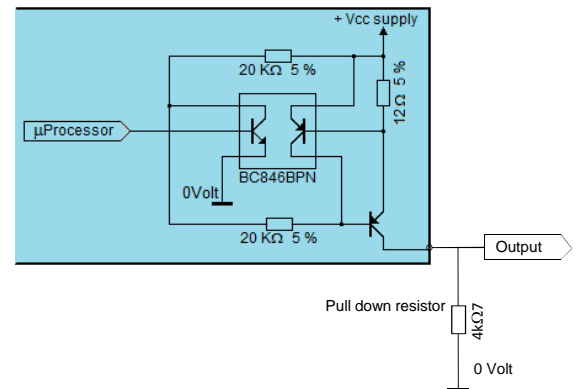 + Vcc supply
20 KΩ 5 %
12Ω 5 %
µProcessor
BC846BPN
0Volt
20 KΩ 5 %
Output
Pull down resistor
4kΩ7
0 Volt